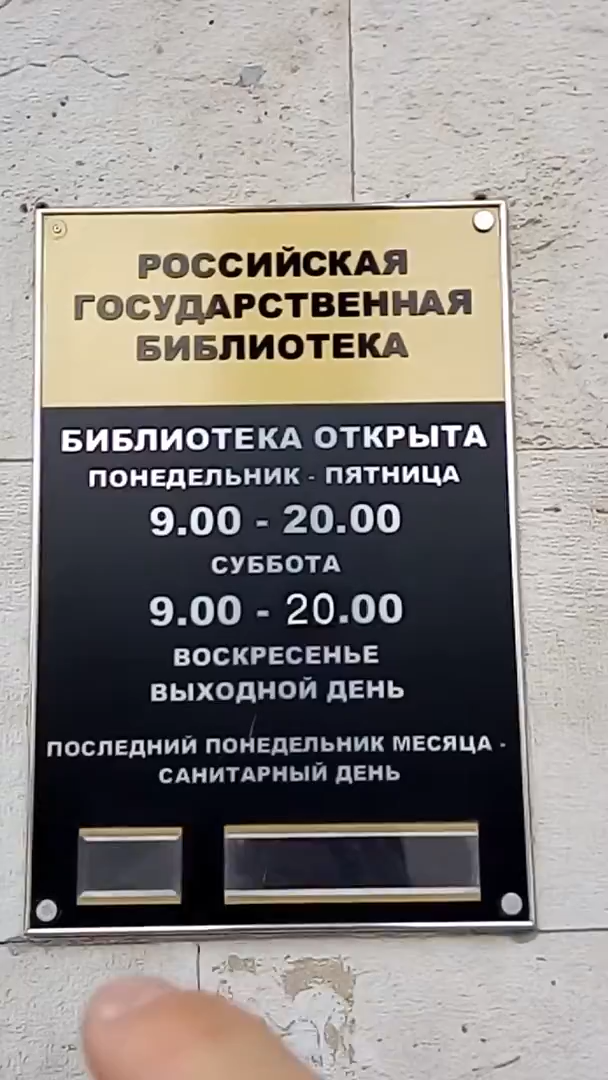 РОССИЙСКАЯ
ГОСУДАРСТВЕННАЯ
БИБЛИОТЕКА
БИБЛИОТЕКА ОТКРЫТА
ПОНЕДЕЛЬНИК - ПЯТНИЦА
9.00 - 20.00
СУББОТА
9.00 - 20.00
ВОСКРЕСЕНЬЕ
ВЫХОДНОЙ ДЕНЬ
ПОСЛЕДНИЙ ПОНЕДЕЛЬНИК МЕСЯЦА -
САНИТАРНЫЙ ДЕНЬ